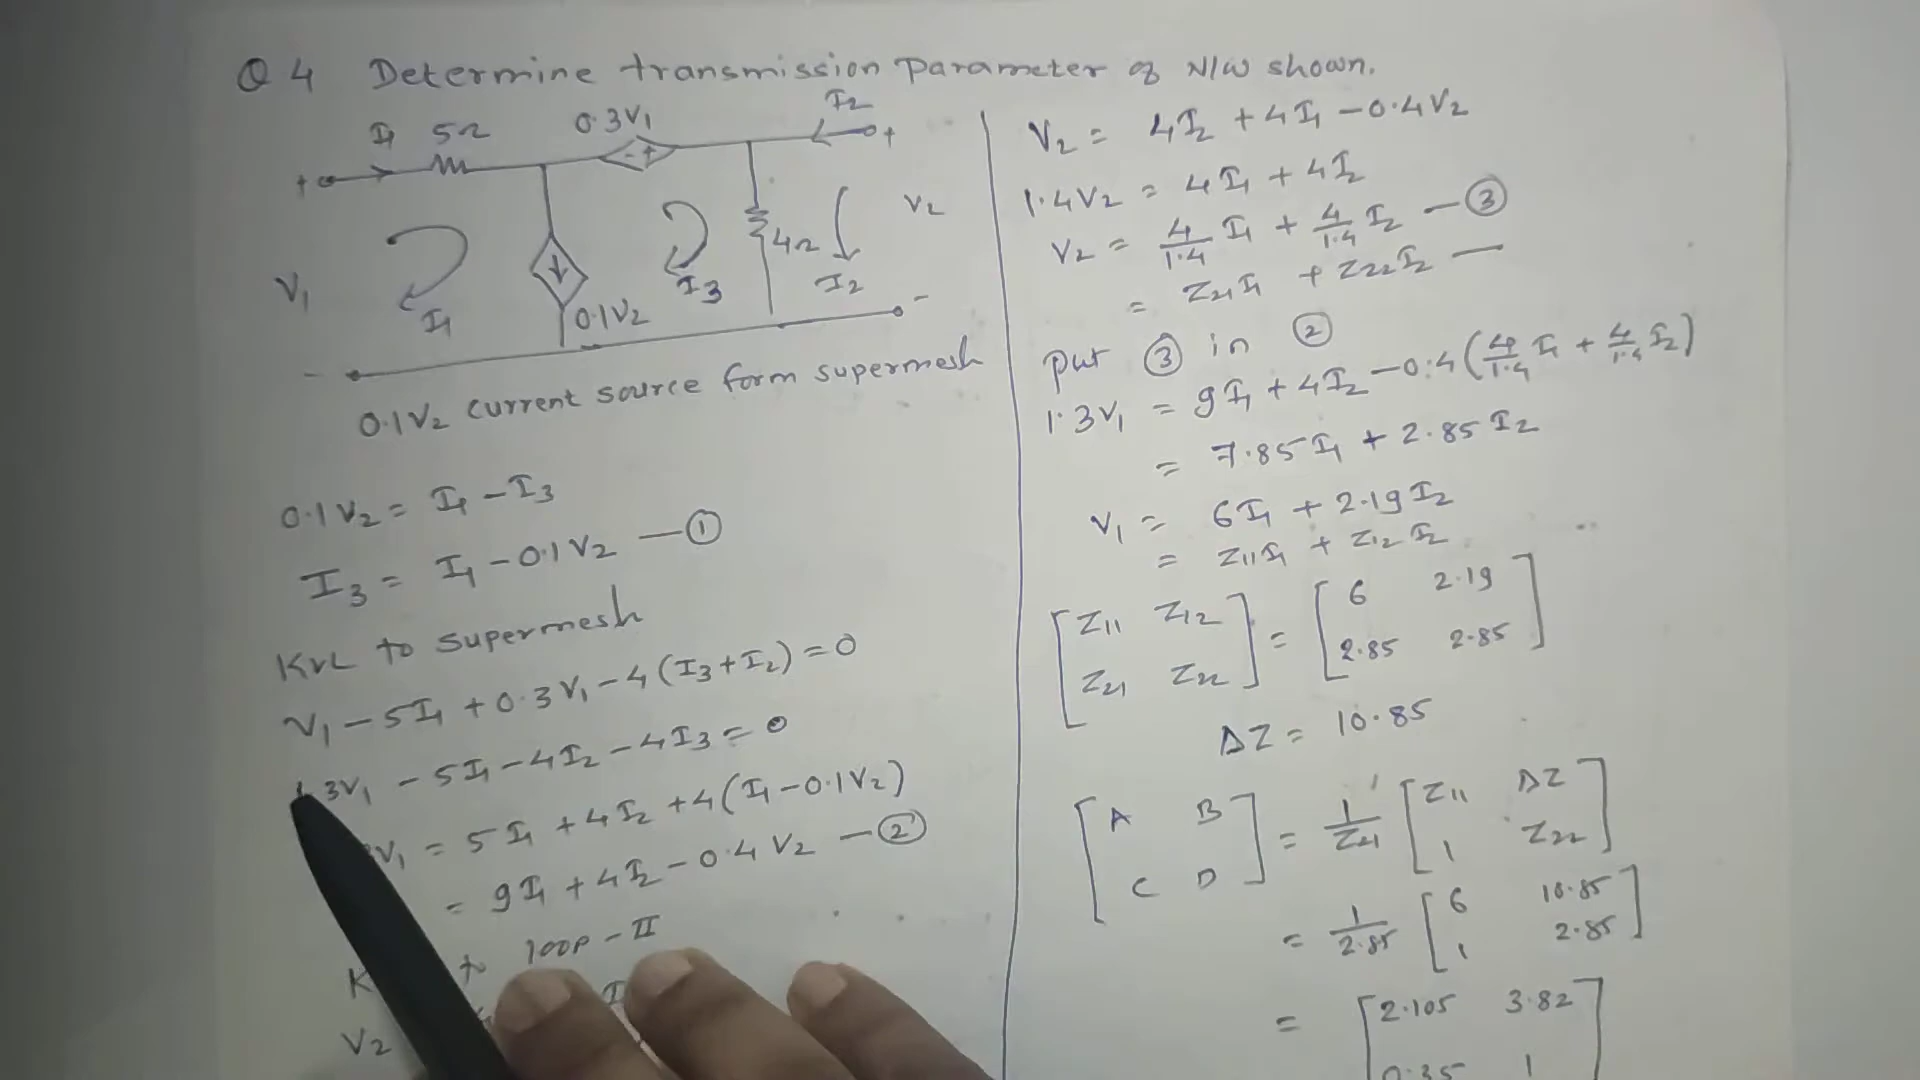 Q 4 Determine transmission Parameter of N/W shown.
I1 5Ω 0.3V1 I2
+ - + +
4Ω V2
V1 I1 I3 I2
0.1V2
- -
0.1V2 current source form supermesh
0.1V2 = I1 - I3
I3 = I1 - 0.1V2 — ①
KVL to supermesh
V1 - 5I1 + 0.3V1 - 4(I3+I2) = 0
3V1 - 5I1 - 4I2 - 4I3 = 0
V1 = 5I1 + 4I2 + 4(I1 - 0.1V2)
= 9I1 + 4I2 - 0.4V2 — ②
K to loop - II
V2
V2 = 4I2 + 4I1 - 0.4V2
1.4V2 = 4I1 + 4I2
V2 = 4/1.4 I1 + 4/1.4 I2 — ③
= Z21I1 + Z22I2 —
put ③ in ②
1.3V1 = 9I1 + 4I2 - 0.4(4/1.4 I1 + 4/1.4 I2)
= 7.85I1 + 2.85I2
V1 = 6I1 + 2.19I2
= Z11I1 + Z12I2
[Z11 Z12] = [6 2.19]
[Z21 Z22] [2.85 2.85]
ΔZ = 10.85
[A B] = 1/Z21 [Z11 ΔZ]
[C D] [1 Z22]
= 1/2.85 [6 10.85]
[1 2.85]
= [2.105 3.82]
[0.35 1]